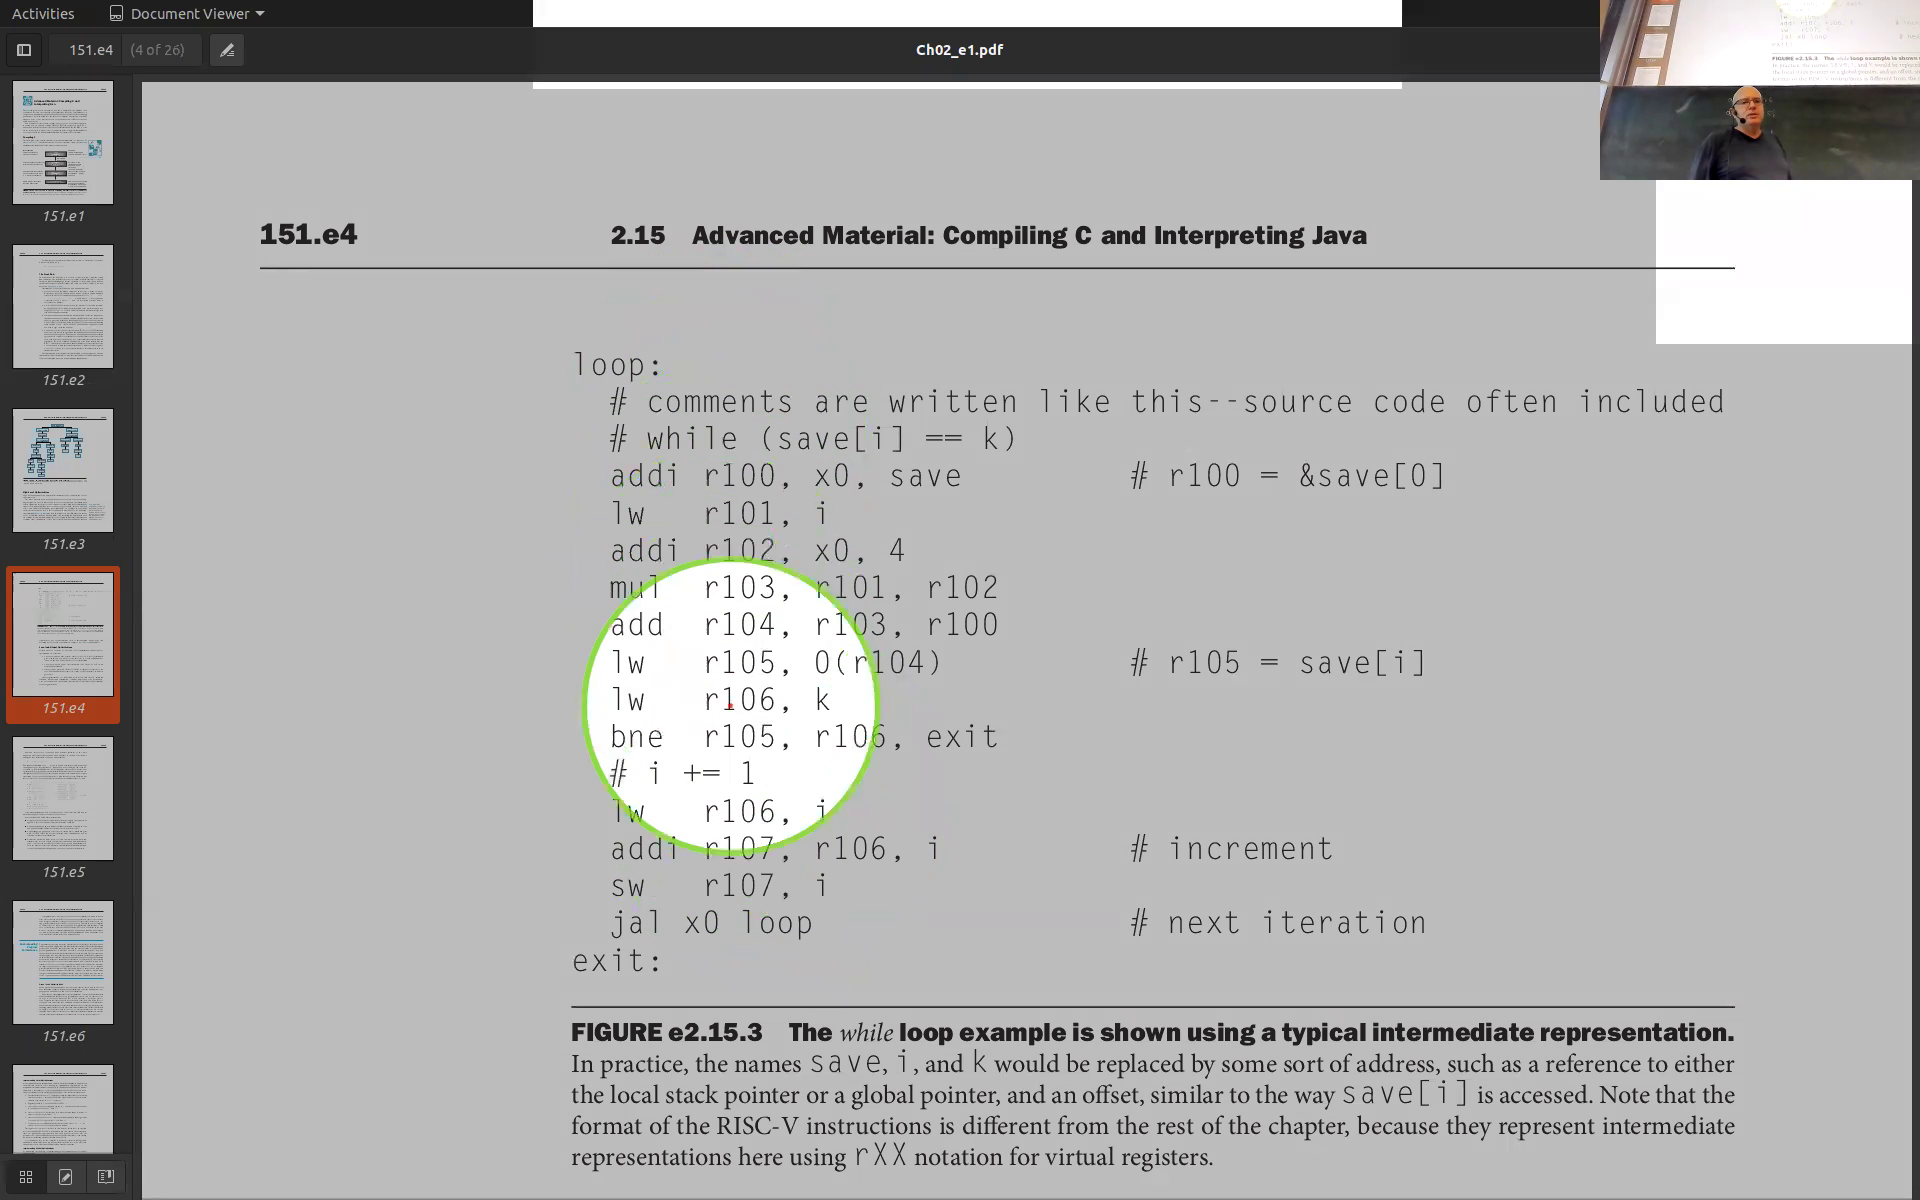 Activities
Document Viewer
151.e4
(4 of 26)
Ch02_e1.pdf
151.e1
151.e2
151.e3
151.e4
151.e5
151.e6
151.e4 2.15 Advanced Material: Compiling C and Interpreting Java
loop:
# comments are written like this--source code often included
# while (save[i] == k)
addi r100, x0, save # r100 = &save[0]
lw r101, i
addi r102, x0, 4
mul r103, r101, r102
add r104, r103, r100
lw r105, 0(r104) # r105 = save[i]
lw r106, k
bne r105, r106, exit
# i += 1
lw r106, i
addi r107, r106, i # increment
sw r107, i
jal x0 loop # next iteration
exit:
FIGURE e2.15.3 The while loop example is shown using a typical intermediate representation.
In practice, the names save, i, and k would be replaced by some sort of address, such as a reference to either
the local stack pointer or a global pointer, and an offset, similar to the way save[i] is accessed. Note that the
format of the RISC-V instructions is different from the rest of the chapter, because they represent intermediate
representations here using rXX notation for virtual registers.